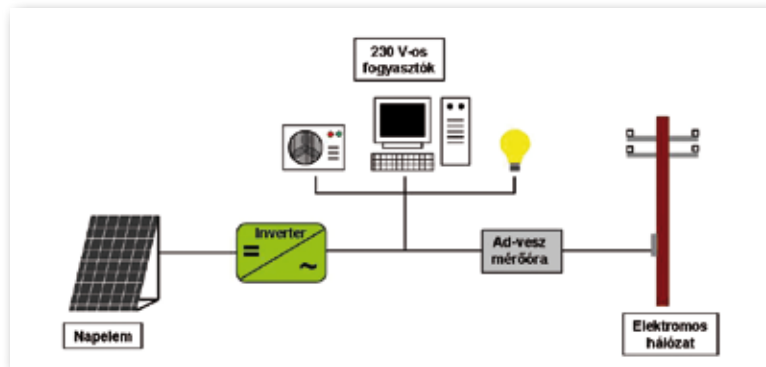 230 V-os
fogyasztók
Inverter
Ad-vesz
mérőóra
Napelem
Elektromos
hálózat